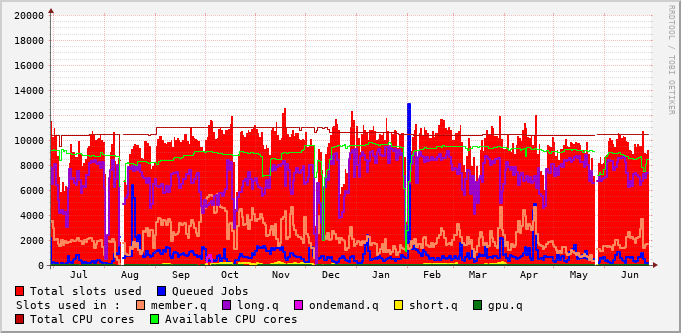 20000
18000
16000
14000
12000
10000
8000
6000
4000
2000
0
Jul Aug Sep Oct Nov Dec Jan Feb Mar Apr May Jun
Total slots used Queued Jobs
Slots used in : member.q long.q ondemand.q short.q gpu.q
Total CPU cores Available CPU cores
RRDTOOL / TOBI OETIKER